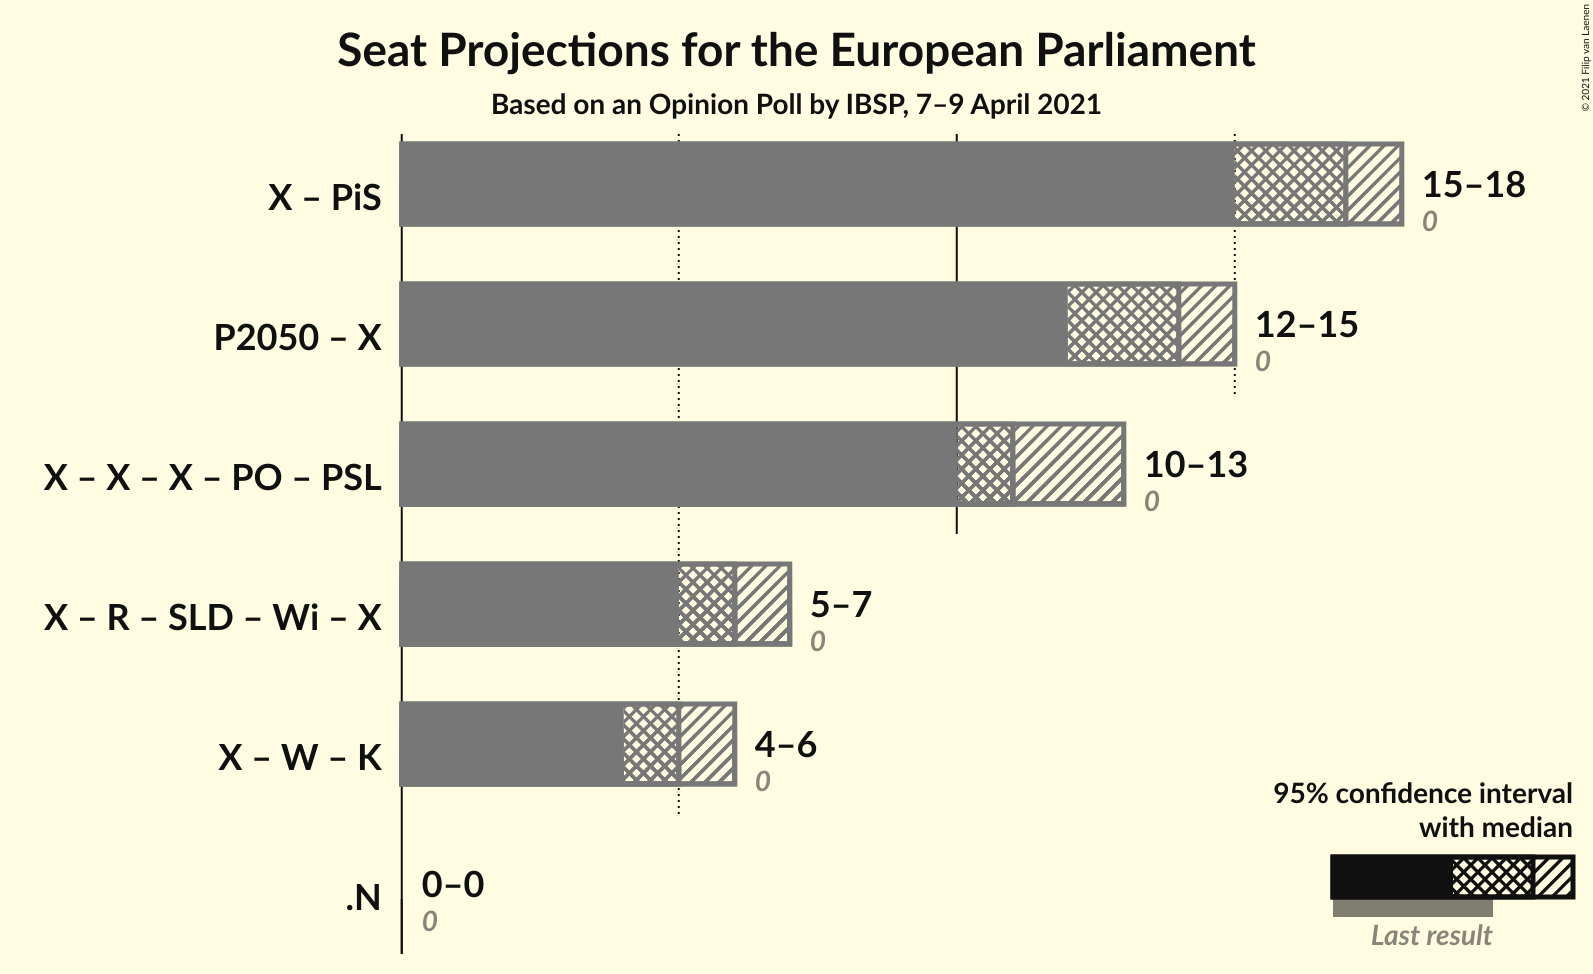 Seat Projections for the European Parliament
Based on an Opinion Poll by IBSP, 7–9 April 2021
© 2021 Filip van Laenen
X – PiS
15–18
0
P2050 – X
12–15
0
X – X – X – PO – PSL
10–13
0
X – R – SLD – Wi – X
5–7
0
X – W – K
4–6
0
.N
0–0
0
95% confidence interval
with median
Last result